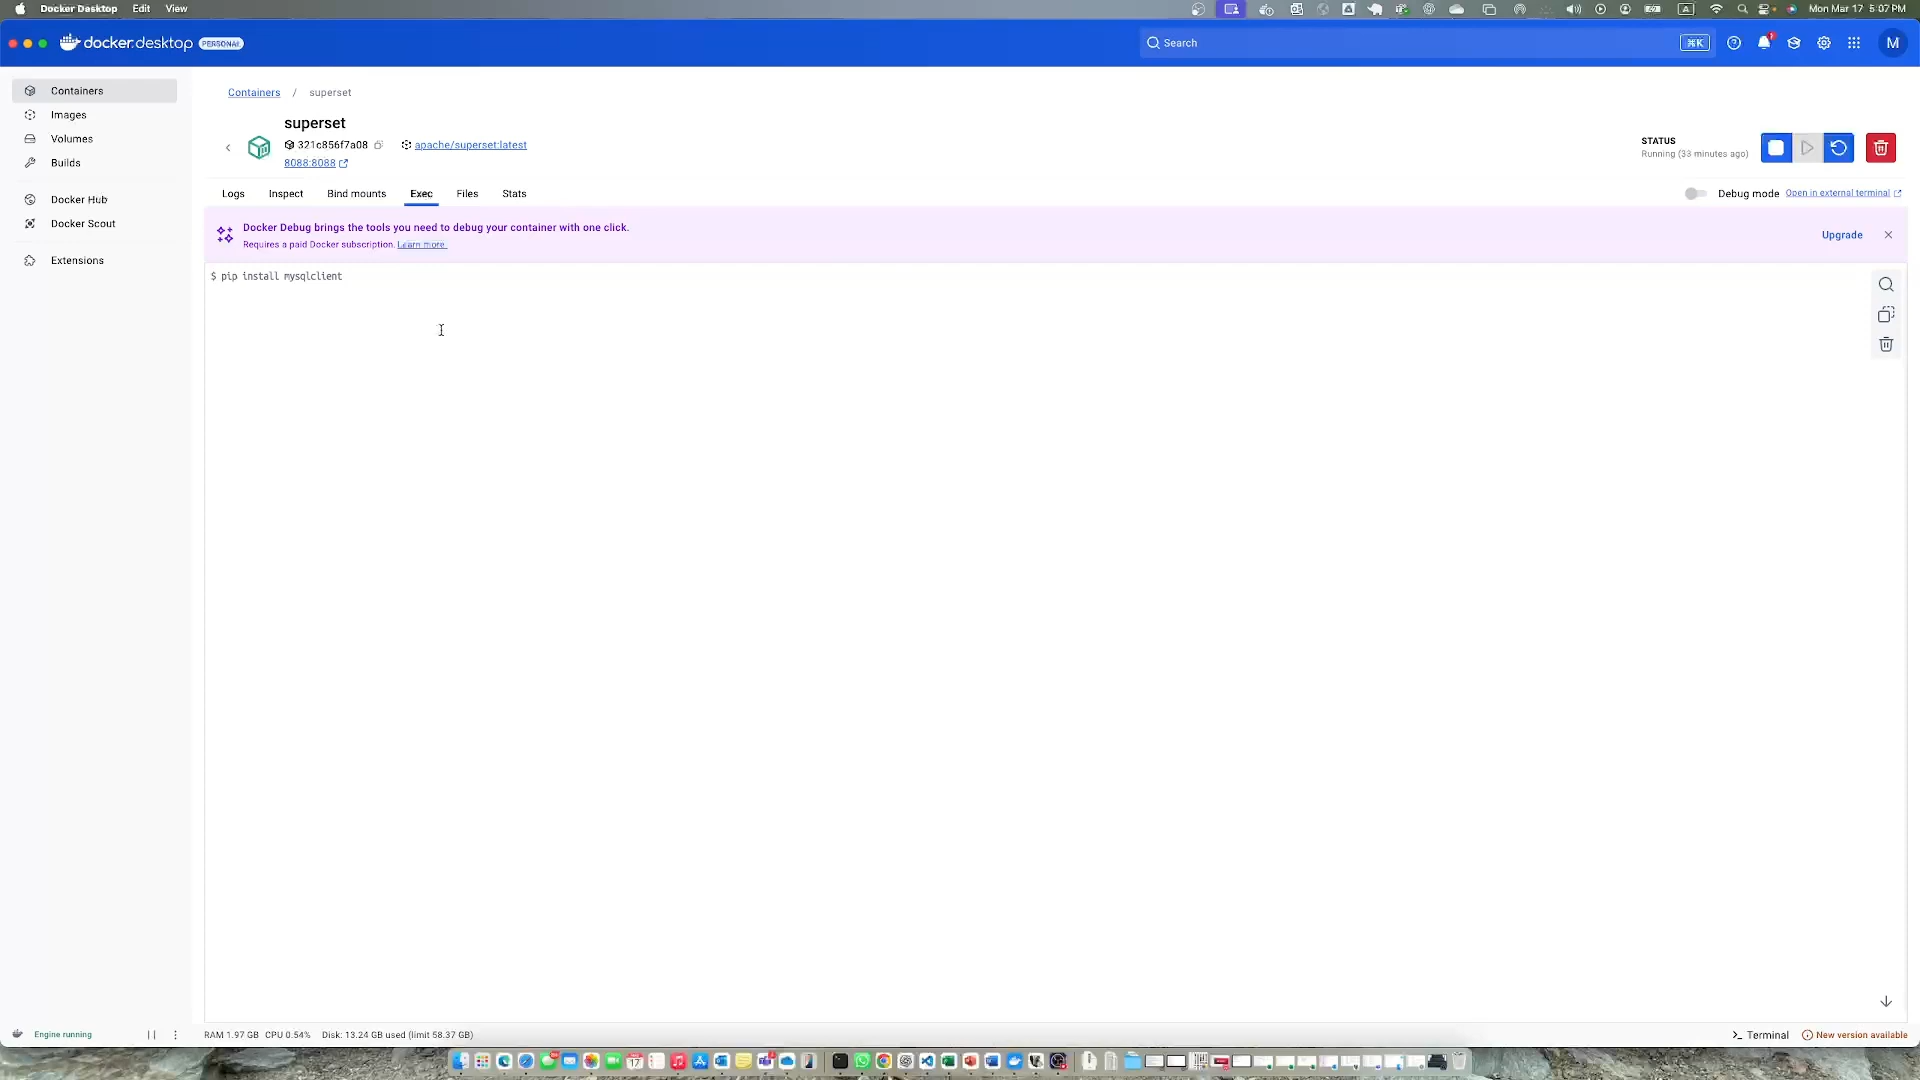 Docker Desktop Edit View Mon Mar 17 5:07 PM
docker.desktop PERSONAL Search ⌘K M
Containers
Images
Volumes
Builds
Docker Hub
Docker Scout
Extensions
Containers / superset
superset
321c856f7a08 apache/superset:latest
8088:8088
STATUS
Running (33 minutes ago)
Logs Inspect Bind mounts Exec Files Stats
Debug mode Open in external terminal
Docker Debug brings the tools you need to debug your container with one click.
Requires a paid Docker subscription. Learn more.
Upgrade
$ pip install mysqlclient
Engine running
RAM 1.97 GB CPU 0.54% Disk: 13.24 GB used (limit 58.37 GB)
>_ Terminal New version available